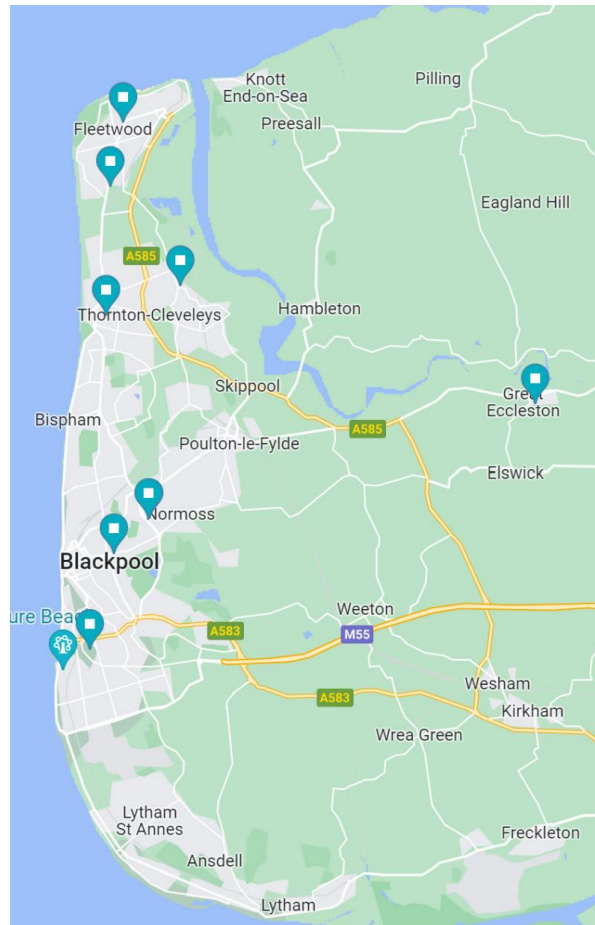 Knott
End-on-Sea
Pilling
Fleetwood
Preesall
Eagland Hill
A585
Thornton-Cleveleys
Hambleton
Skippool
Great
Eccleston
Bispham
Poulton-le-Fylde
A585
Elswick
Normoss
Blackpool
ure Beach
Weeton
A583
M55
Wesham
A583
Kirkham
Wrea Green
Lytham
St Annes
Freckleton
Ansdell
Lytham